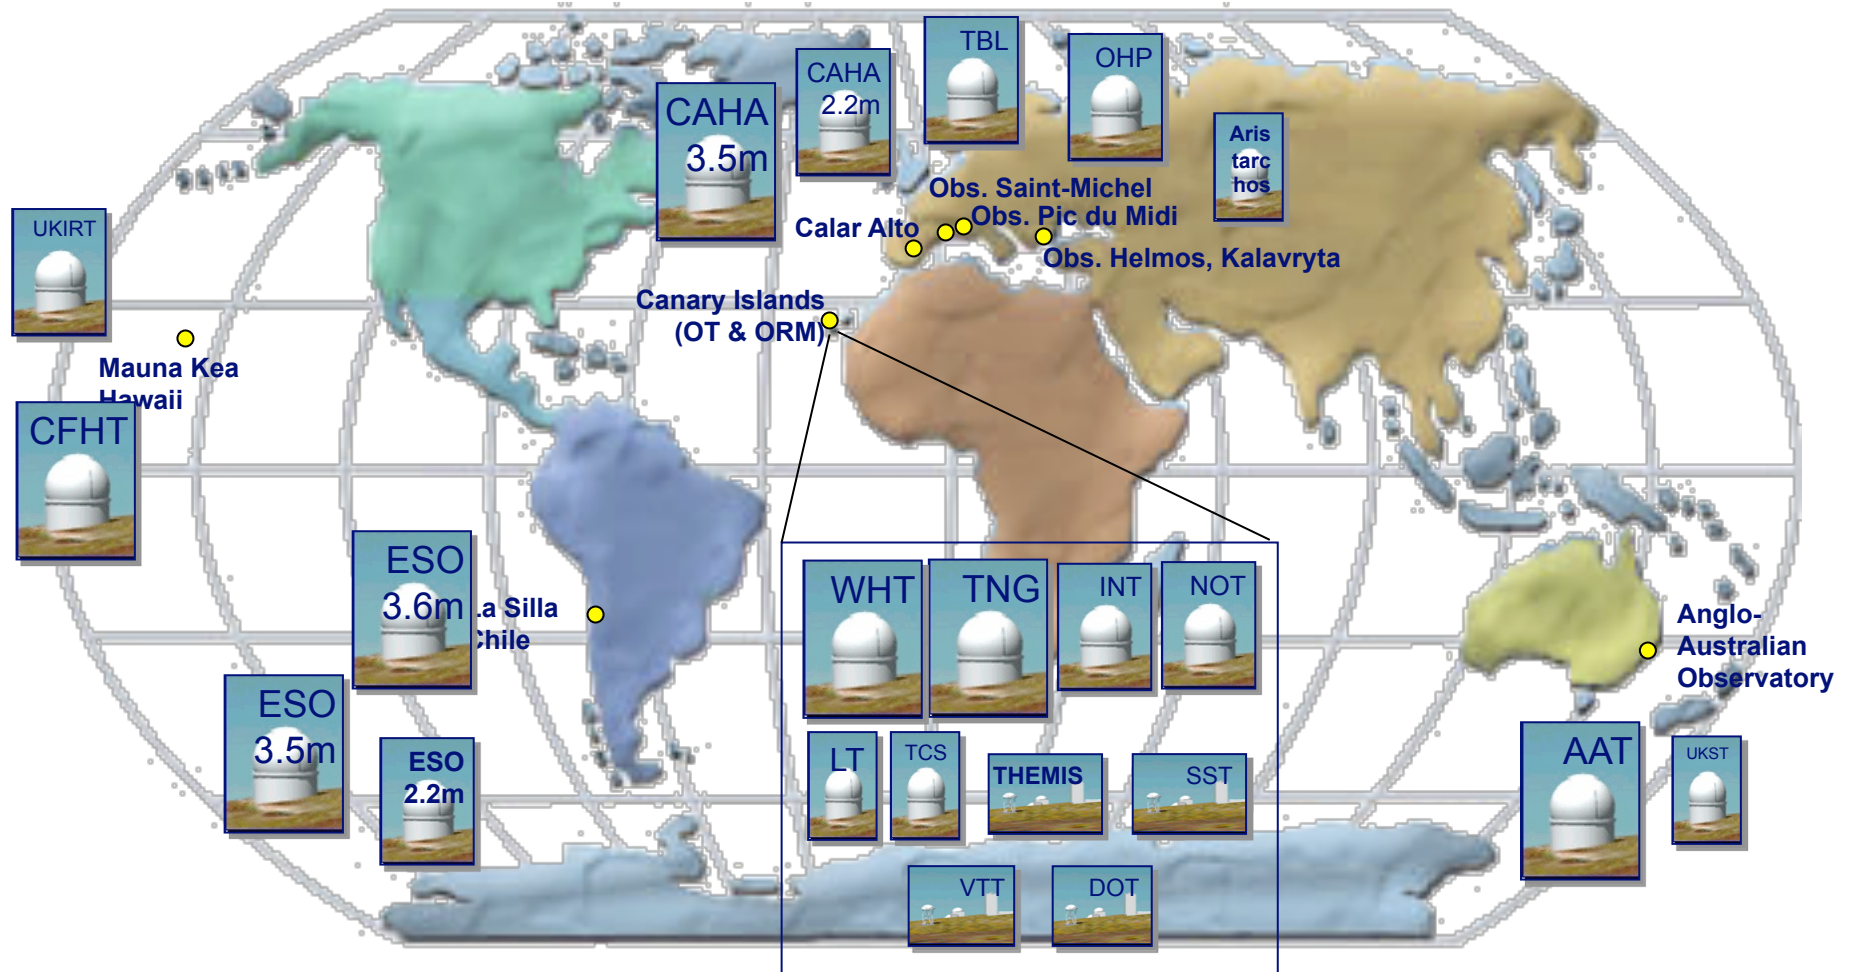 TBL
OHP
CAHA
2.2m
CAHA
3.5m
Aris
tarc
hos
Obs. Saint-Michel
Obs. Pic du Midi
Calar Alto
Obs. Helmos, Kalavryta
UKIRT
Canary Islands
(OT & ORM)
Mauna Kea
Hawaii
CFHT
ESO
3.6m
La Silla
Chile
WHT
TNG
INT
NOT
Anglo-
Australian
Observatory
ESO
3.5m
ESO
2.2m
LT
TCS
THEMIS
SST
AAT
UKST
VTT
DOT